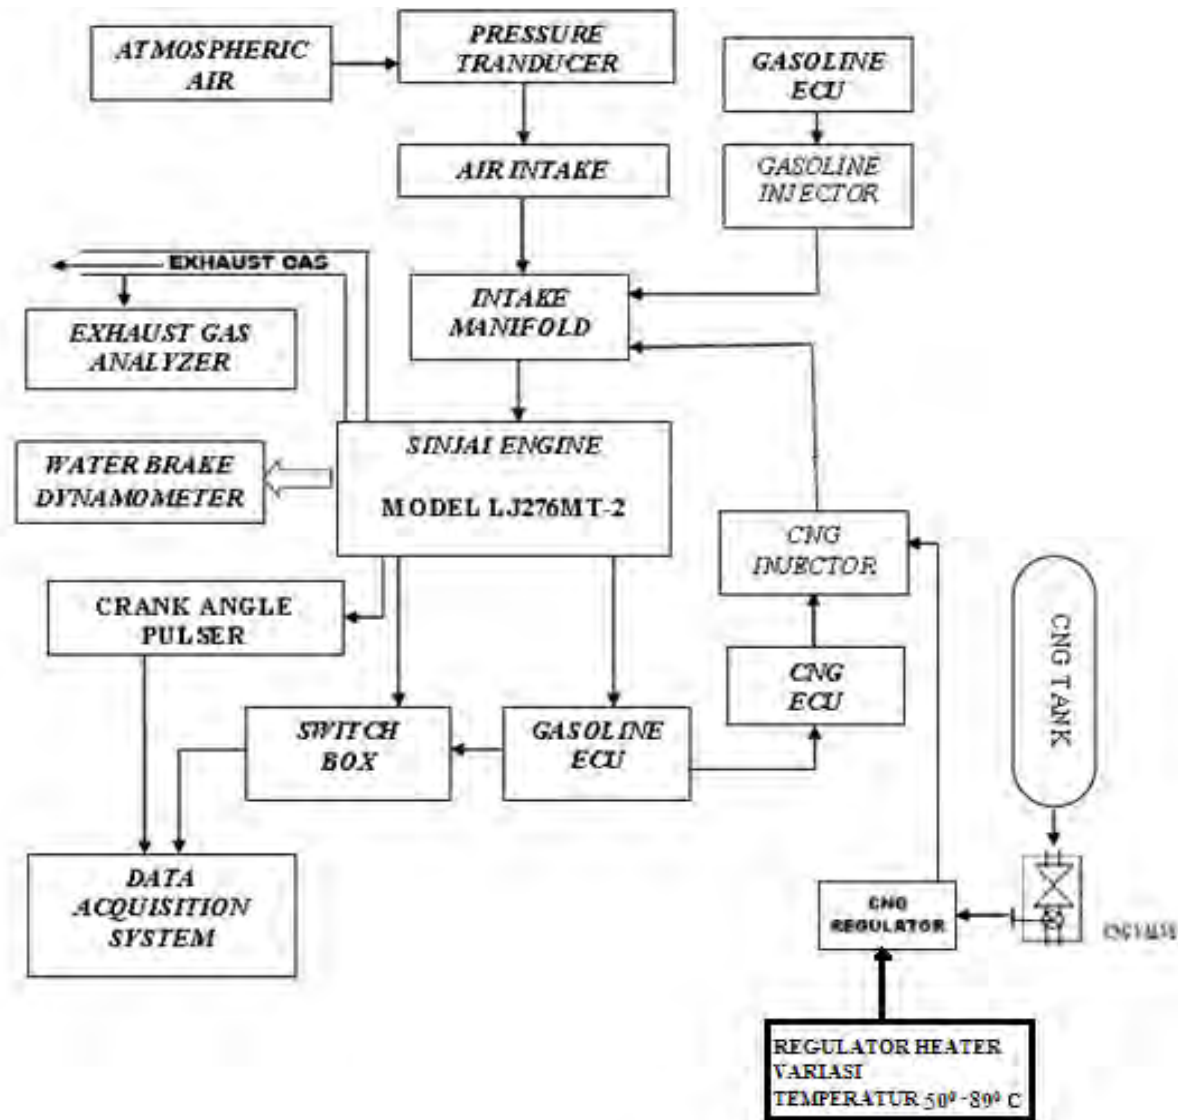 ATMOSPHERIC
AIR
PRESSURE
TRANDUCER
GASOLINE
ECU
AIR INTAKE
GASOLINE
INJECTOR
EXHAUST GAS
INTAKE
MANIFOLD
EXHAUST GAS
ANALYZER
SINJAI ENGINE
MODEL LJ276MT-2
WATER BRAKE
DYNAMOMETER
CNG
INJECTOR
CRANK ANGLE
PULSER
CNG TANK
CNG
ECU
SWITCH
BOX
GASOLINE
ECU
DATA
ACQUISITION
SYSTEM
CNG
REGULATOR
REGULATOR HEATER
VARIASI
TEMPERATUR 50⁰ -89⁰ C